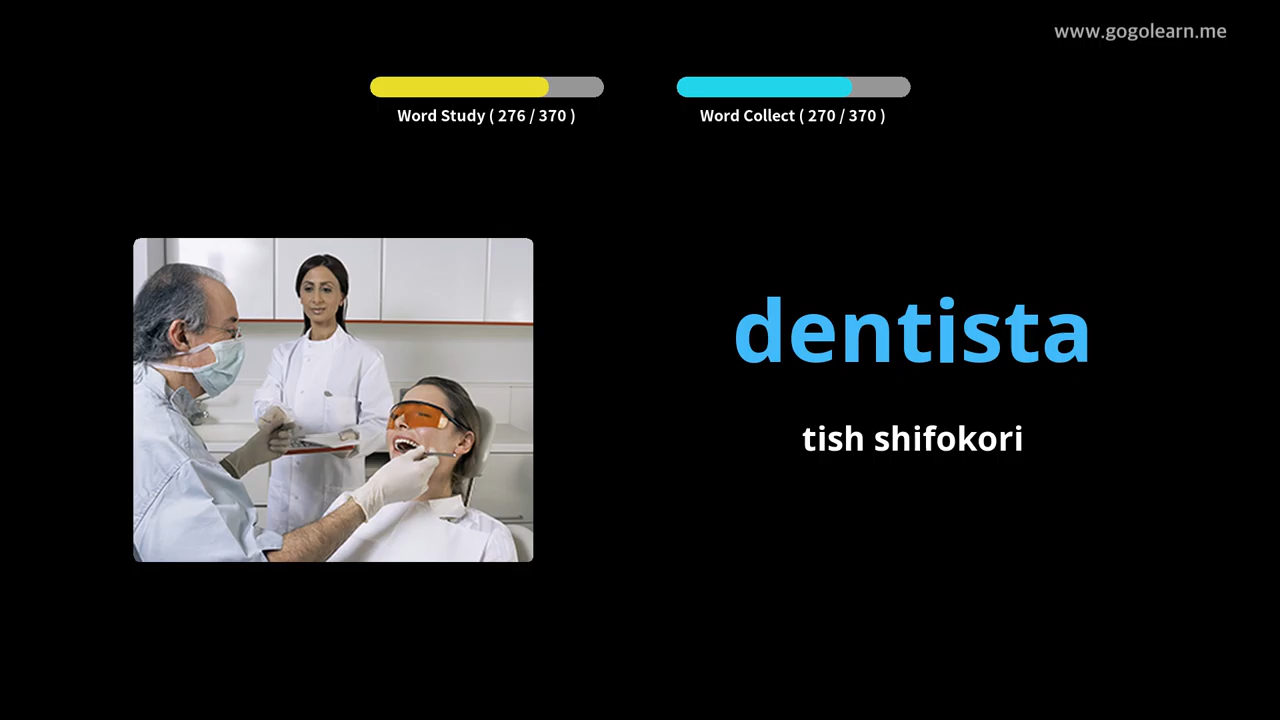 www.gogolearn.me
Word Study ( 276 / 370 )
Word Collect ( 270 / 370 )
dentista
tish shifokori